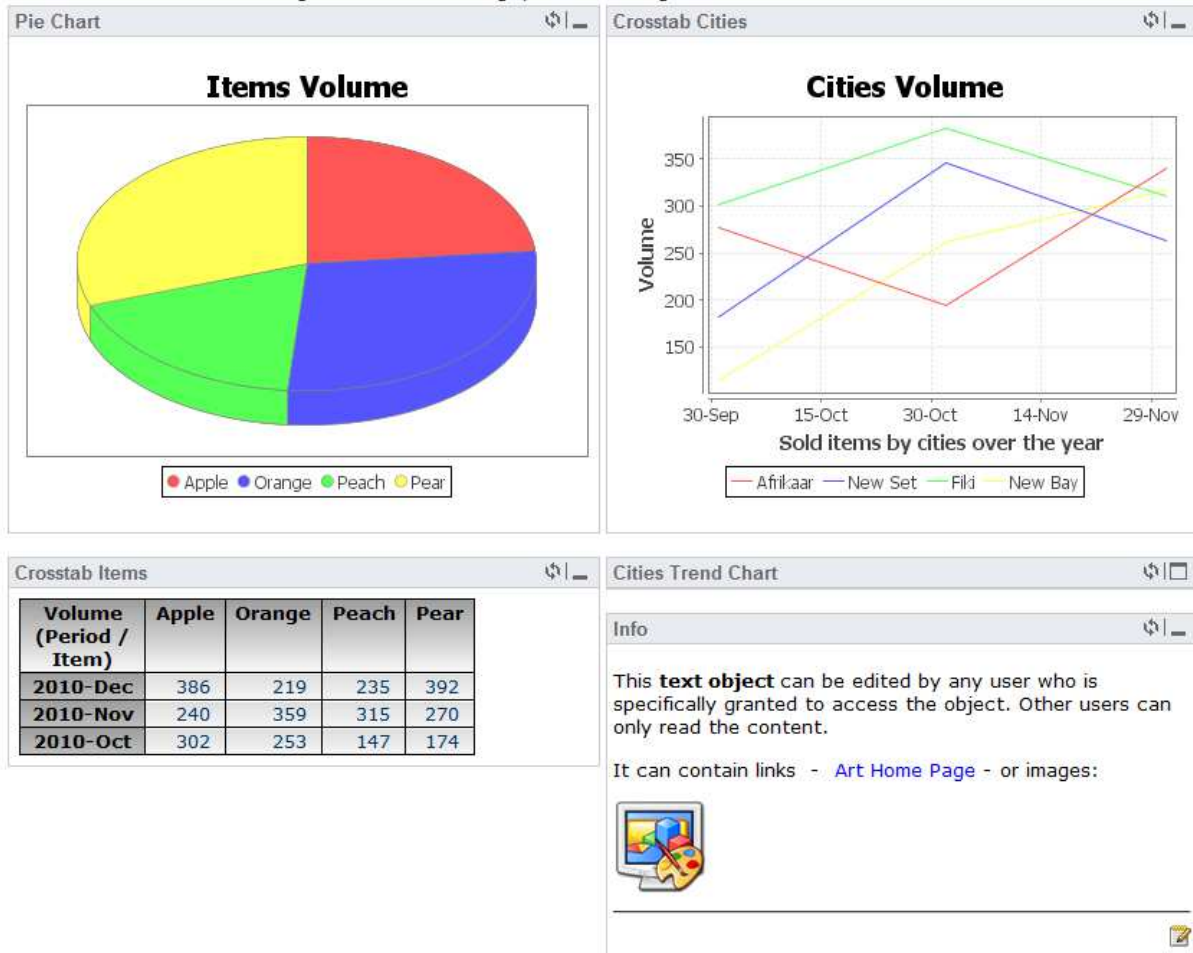 Pie Chart
Items Volume
Apple Orange Peach Pear
Crosstab Cities
Cities Volume
Volume
350
300
250
200
150
30-Sep 15-Oct 30-Oct 14-Nov 29-Nov
Sold items by cities over the year
Afrikaar New Set Fiki New Bay
Crosstab Items
Volume (Period / Item) Apple Orange Peach Pear
2010-Dec 386 219 235 392
2010-Nov 240 359 315 270
2010-Oct 302 253 147 174
Cities Trend Chart
Info
This text object can be edited by any user who is
specifically granted to access the object. Other users can
only read the content.
It can contain links - Art Home Page - or images: